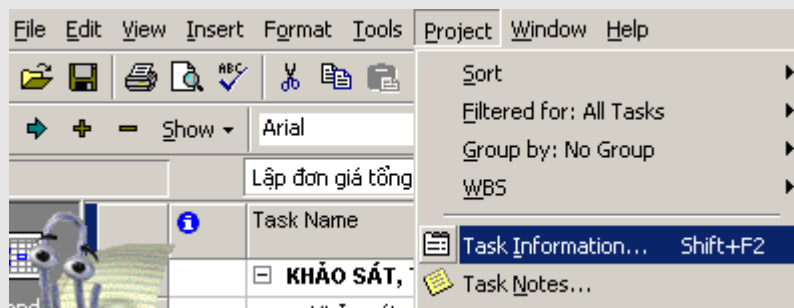 File Edit View Insert Format Tools Project Window Help
ABC
Show Arial
Lập đơn giá tổng
Task Name
KHẢO SÁT,
Sort
Filtered for: All Tasks
Group by: No Group
WBS
Task Information... Shift+F2
Task Notes...